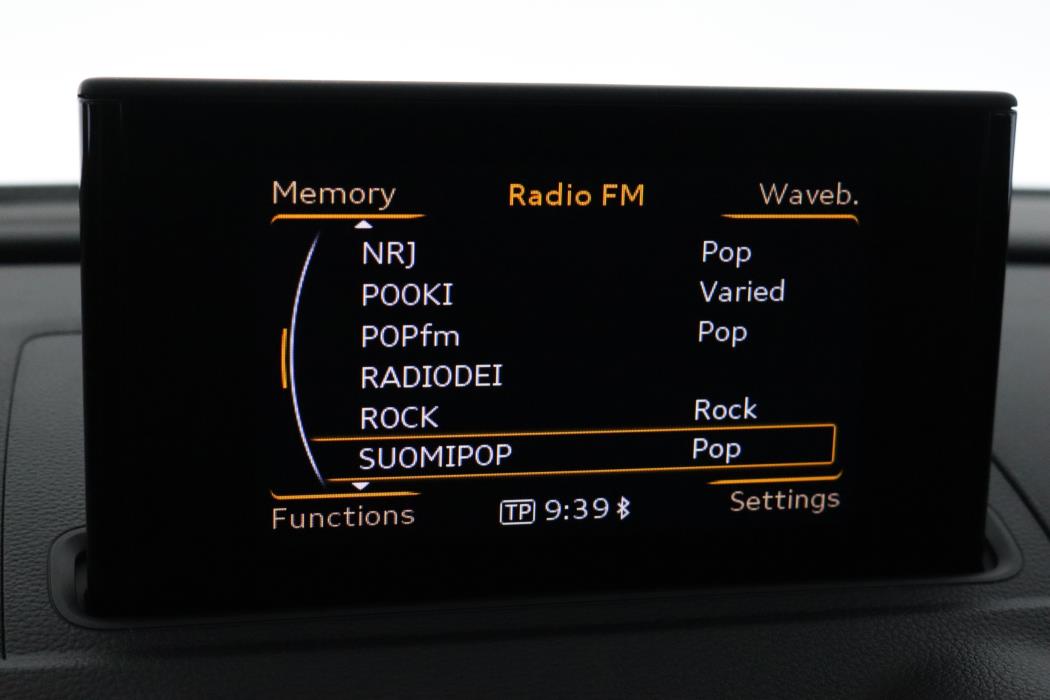 Memory Radio FM Waveb.
NRJ Pop
POOKI Varied
POPfm Pop
RADIODEI
ROCK Rock
SUOMIPOP Pop
Functions TP 9:39 Settings